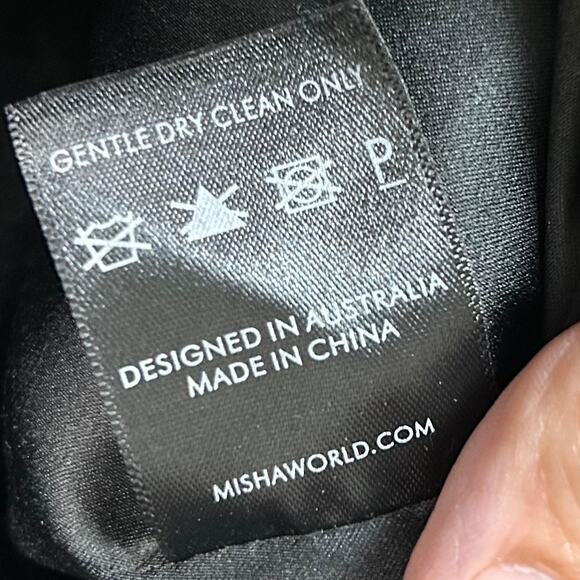 GENTLE DRY CLEAN ONLY
P
DESIGNED IN AUSTRALIA
MADE IN CHINA
MISHAWORLD.COM